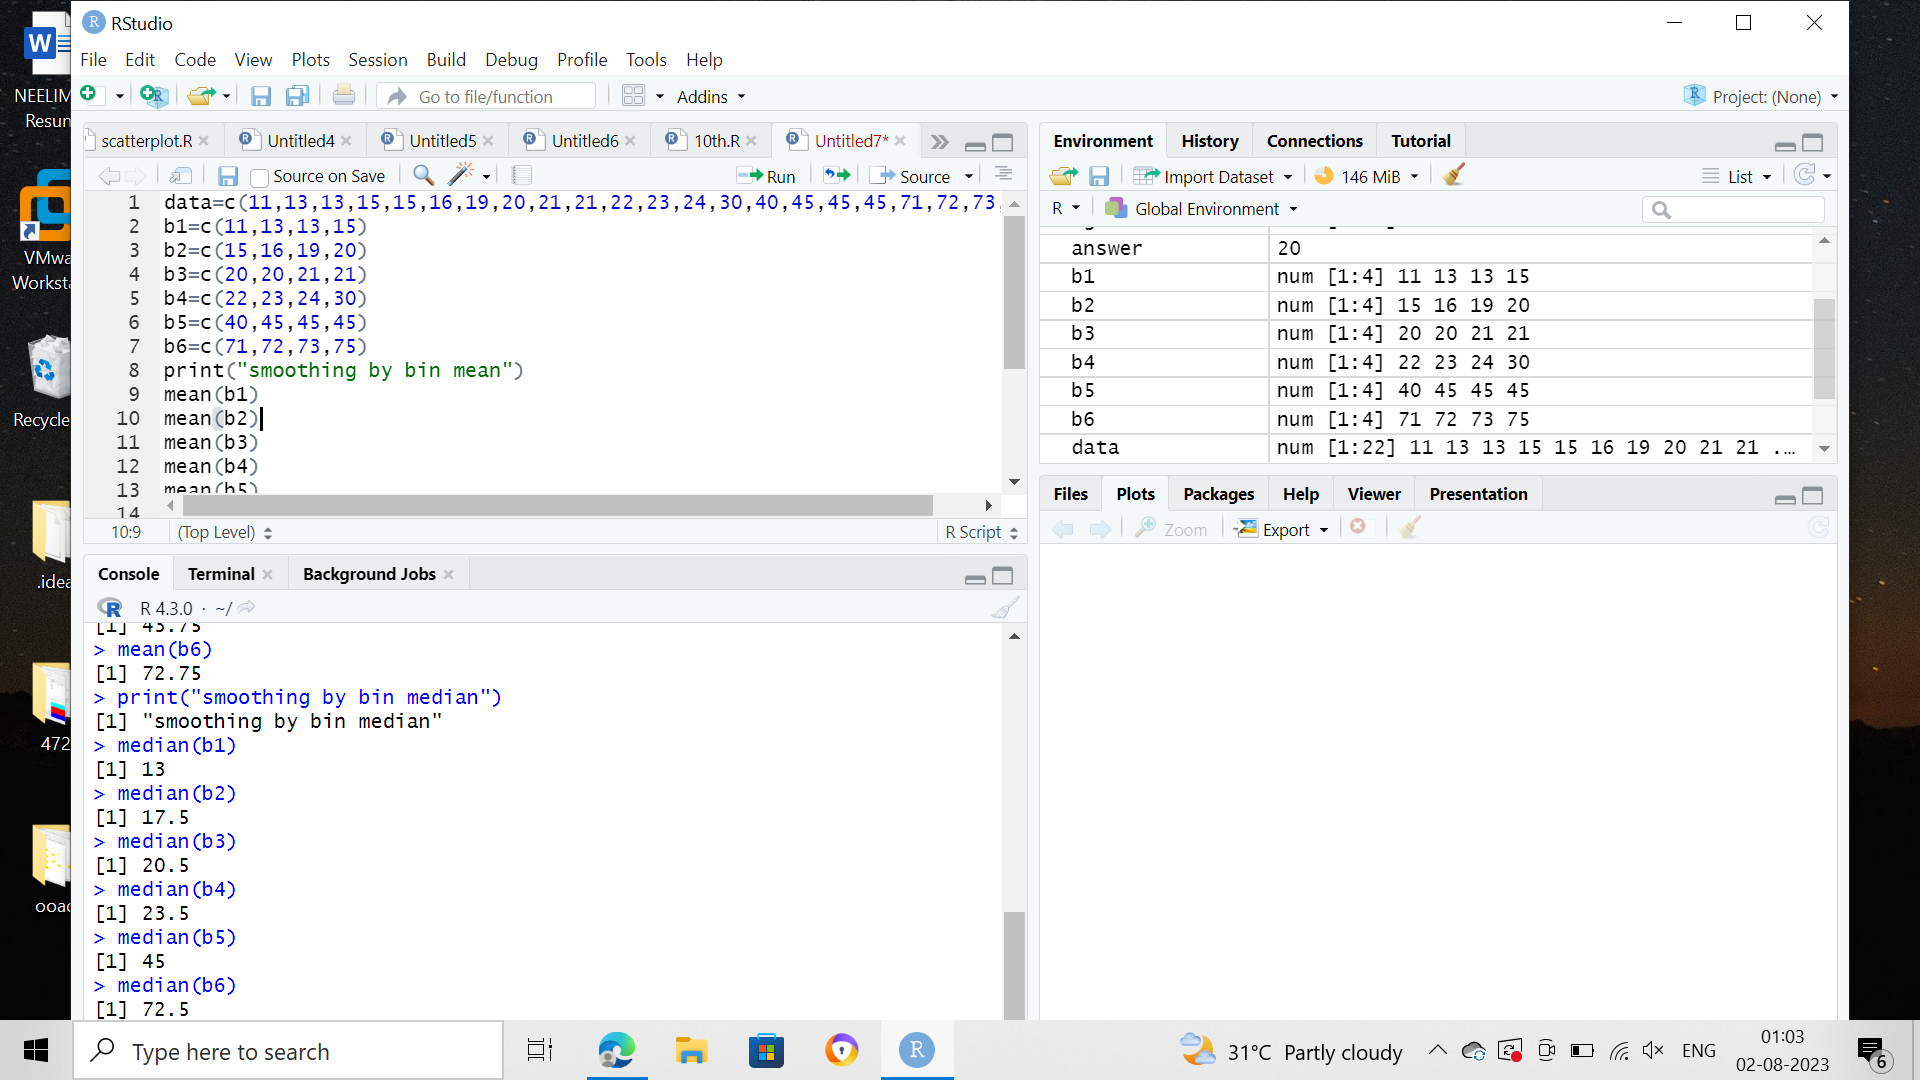 W
NEELIM
Resun
VMwa
Worksta
Recycle
.idea
472
ooad
R RStudio
File Edit Code View Plots Session Build Debug Profile Tools Help
Go to file/function Addins Project: (None)
scatterplot.R Untitled4 Untitled5 Untitled6 10th.R Untitled7*
Source on Save Run Source
1 data=c(11,13,13,15,15,16,19,20,21,21,22,23,24,30,40,45,45,45,71,72,73,
2 b1=c(11,13,13,15)
3 b2=c(15,16,19,20)
4 b3=c(20,20,21,21)
5 b4=c(22,23,24,30)
6 b5=c(40,45,45,45)
7 b6=c(71,72,73,75)
8 print("smoothing by bin mean")
9 mean(b1)
10 mean(b2)
11 mean(b3)
12 mean(b4)
13 mean(b5)
14
10:9 (Top Level) R Script
Console Terminal Background Jobs
R 4.3.0 · ~/
[1] 43.75
> mean(b6)
[1] 72.75
> print("smoothing by bin median")
[1] "smoothing by bin median"
> median(b1)
[1] 13
> median(b2)
[1] 17.5
> median(b3)
[1] 20.5
> median(b4)
[1] 23.5
> median(b5)
[1] 45
> median(b6)
[1] 72.5
Environment History Connections Tutorial
Import Dataset 146 MiB List
R Global Environment
answer 20
b1 num [1:4] 11 13 13 15
b2 num [1:4] 15 16 19 20
b3 num [1:4] 20 20 21 21
b4 num [1:4] 22 23 24 30
b5 num [1:4] 40 45 45 45
b6 num [1:4] 71 72 73 75
data num [1:22] 11 13 13 15 15 16 19 20 21 21 ...
Files Plots Packages Help Viewer Presentation
Zoom Export
Type here to search
31°C Partly cloudy
ENG
01:03
02-08-2023
6